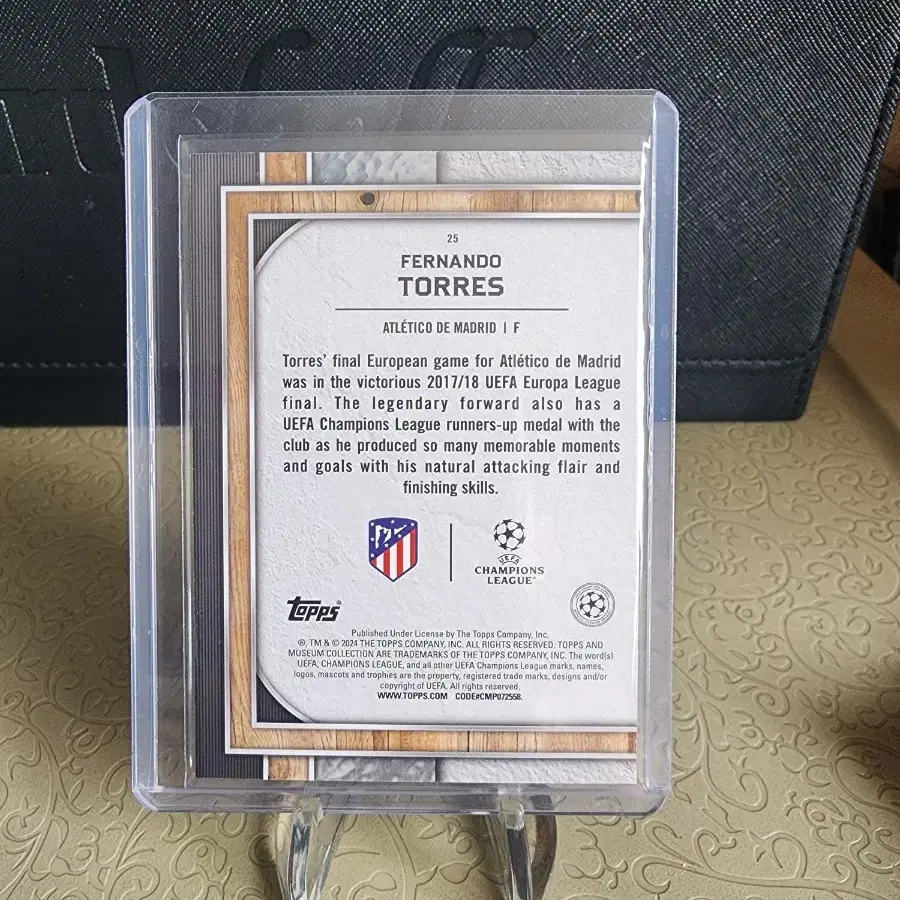 25
FERNANDO
TORRES
ATLÉTICO DE MADRID | F
Torres' final European game for Atlético de Madrid
was in the victorious 2017/18 UEFA Europa League
final. The legendary forward also has a
UEFA Champions League runners-up medal with the
club as he produced so many memorable moments
and goals with his natural attacking flair and
finishing skills.
UEFA
CHAMPIONS
LEAGUE®
Topps®
Published Under License by The Topps Company, Inc.
®, TM & © 2024 THE TOPPS COMPANY, INC. ALL RIGHTS RESERVED. TOPPS AND
MUSEUM COLLECTION ARE TRADEMARKS OF THE TOPPS COMPANY, INC. The word(s)
UEFA, CHAMPIONS LEAGUE, and all other UEFA Champions League marks, names,
logos, mascots and trophies are the property, registered trade marks, designs and/or
copyright of UEFA. All rights reserved.
WWW.TOPPS.COM CODE#CMP072558.